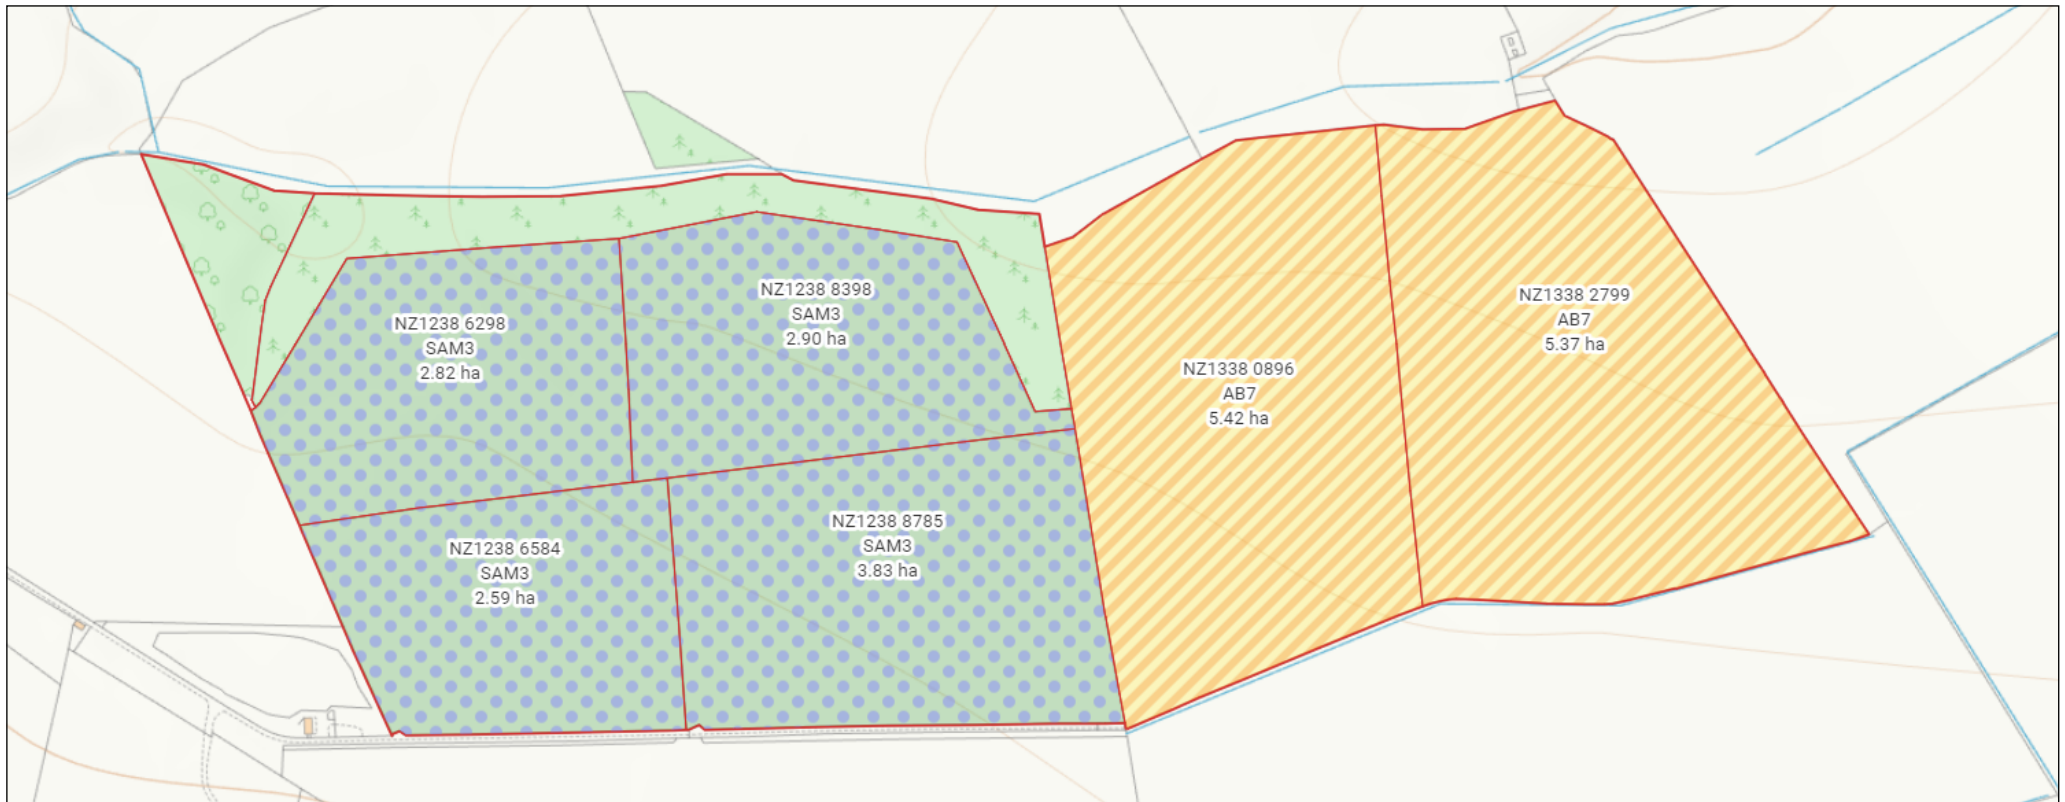 NZ1238 8398
SAM3
2.90 ha
NZ1338 2799
AB7
5.37 ha
NZ1238 6298
SAM3
2.82 ha
NZ1338 0896
AB7
5.42 ha
NZ1238 8785
SAM3
3.83 ha
NZ1238 6584
SAM3
2.59 ha